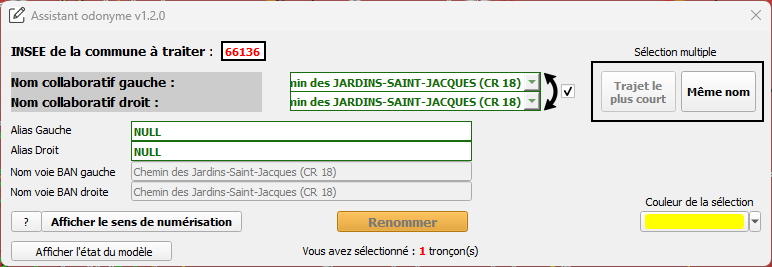 Assistant odonyme v1.2.0
INSEE de la commune à traiter : 66136
Sélection multiple
Nom collaboratif gauche : min des JARDINS-SAINT-JACQUES (CR 18)
Nom collaboratif droit : min des JARDINS-SAINT-JACQUES (CR 18)
Trajet le
plus court
Même nom
Alias Gauche NULL
Alias Droit NULL
Nom voie BAN gauche Chemin des Jardins-Saint-Jacques (CR 18)
Nom voie BAN droite Chemin des Jardins-Saint-Jacques (CR 18)
Couleur de la sélection
? Afficher le sens de numérisation Renommer
Afficher l'état du modèle Vous avez sélectionné : 1 tronçon(s)